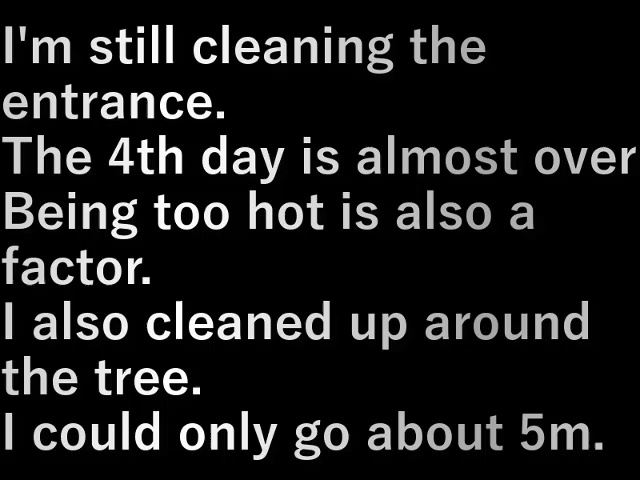 I'm still cleaning the
entrance.
The 4th day is almost over
Being too hot is also a
factor.
I also cleaned up around
the tree.
I could only go about 5m.